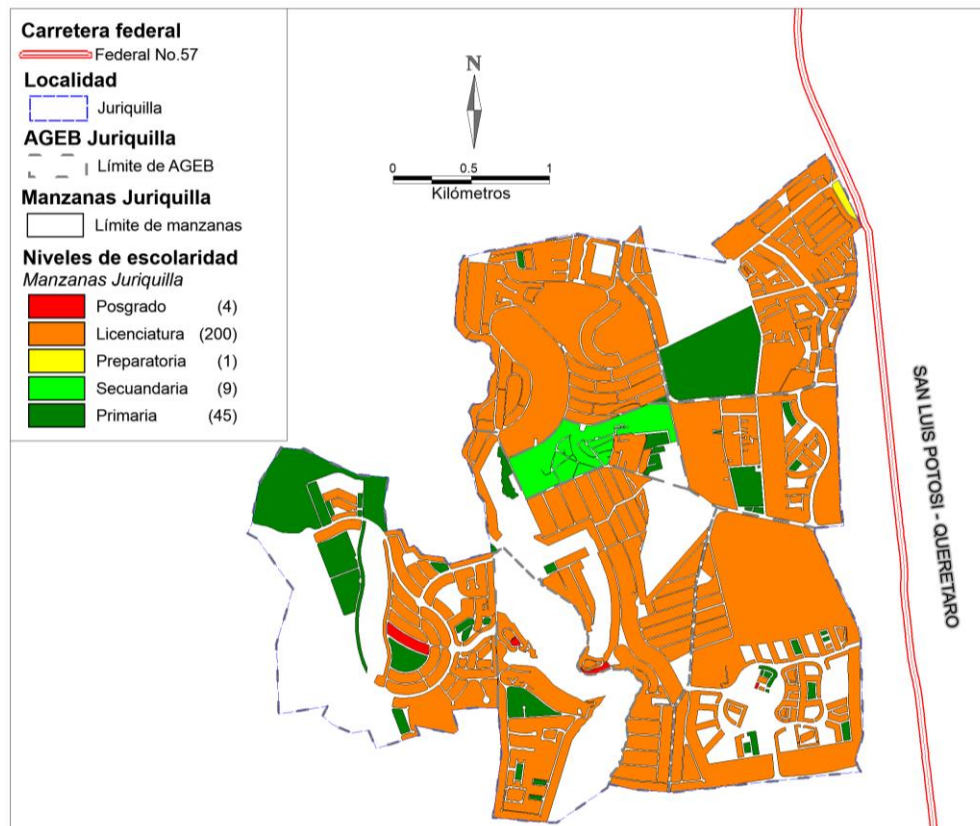 Carretera federal
Federal No.57
Localidad
Juriquilla
AGEB Juriquilla
Límite de AGEB
Manzanas Juriquilla
Límite de manzanas
Niveles de escolaridad
Manzanas Juriquilla
Posgrado (4)
Licenciatura (200)
Preparatoria (1)
Secuandaria (9)
Primaria (45)
N
0 0.5 1
Kilómetros
SAN LUIS POTOSI - QUERETARO